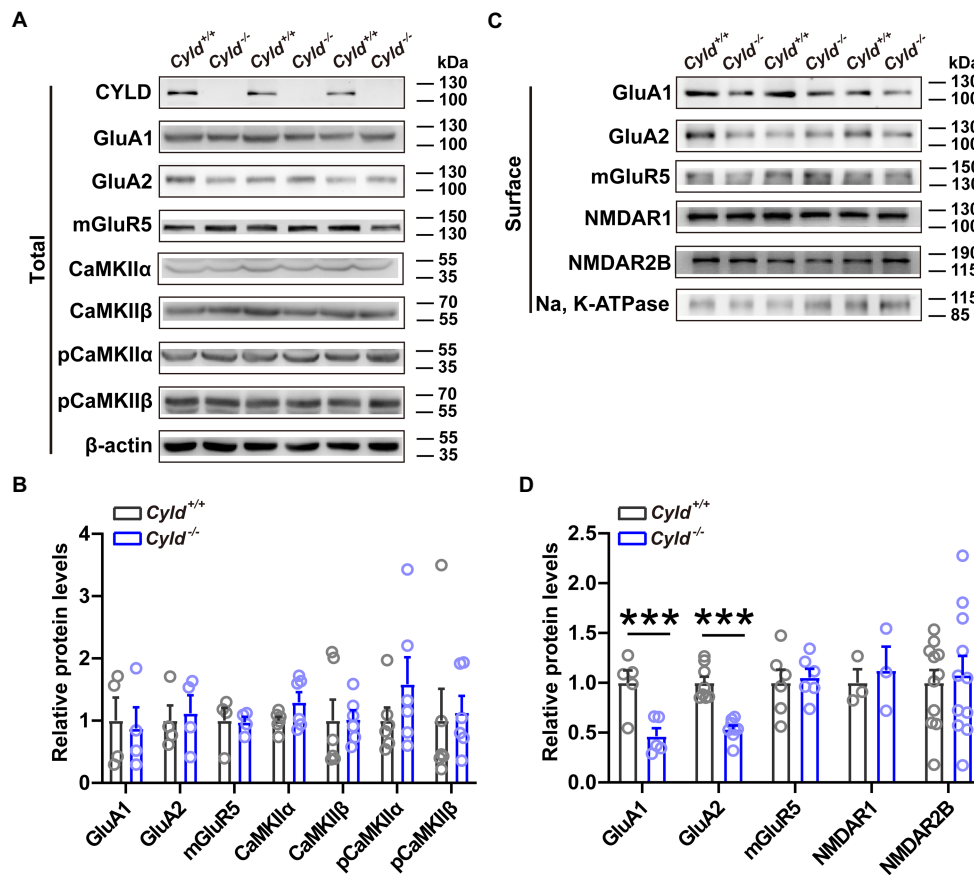 A
Cyld+/+ Cyld-/- Cyld+/+ Cyld-/- Cyld+/+ Cyld-/-
kDa
Total
CYLD
130
100
GluA1
130
100
GluA2
130
100
mGluR5
150
130
CaMKIIα
55
35
CaMKIIβ
70
55
pCaMKIIα
55
35
pCaMKIIβ
70
55
β-actin
55
35
C
Cyld+/+ Cyld-/- Cyld+/+ Cyld-/- Cyld+/+ Cyld-/-
kDa
Surface
GluA1
130
100
GluA2
130
100
mGluR5
150
130
NMDAR1
130
100
NMDAR2B
190
115
Na, K-ATPase
115
85
B
Cyld+/+
Cyld-/-
Relative protein levels
4
3
2
1
0
GluA1 GluA2 mGluR5 CaMKIIα CaMKIIβ pCaMKIIα pCaMKIIβ
D
Cyld+/+
Cyld-/-
Relative protein levels
2.5
2.0
1.5
1.0
0.5
0.0
*** ***
GluA1 GluA2 mGluR5 NMDAR1 NMDAR2B